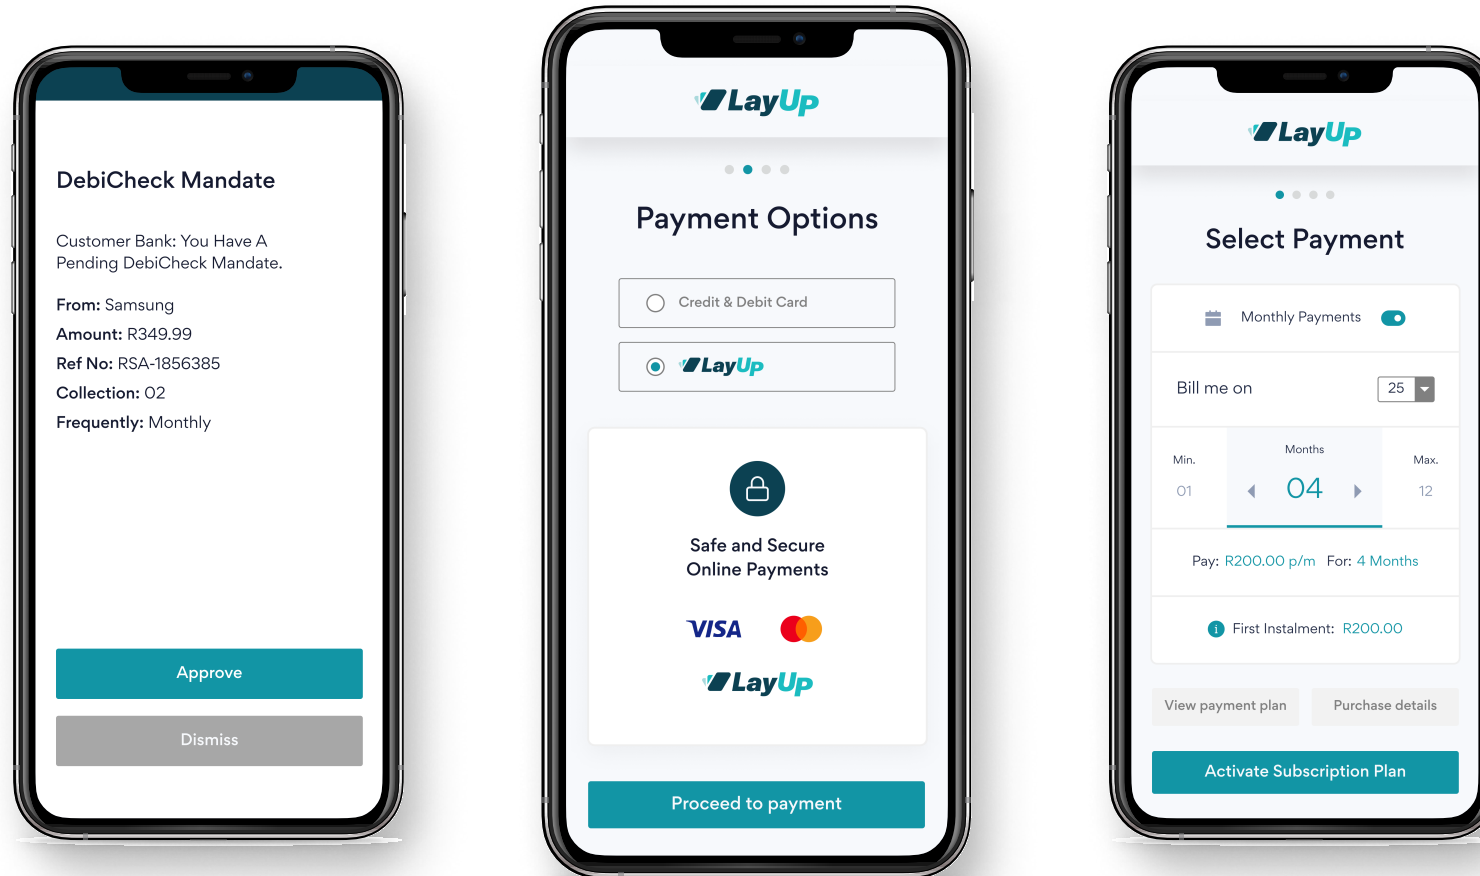 DebiCheck Mandate
Customer Bank: You Have A
Pending DebiCheck Mandate.
From: Samsung
Amount: R349.99
Ref No: RSA-1856385
Collection: 02
Frequently: Monthly
Approve
Dismiss
LayUp
Payment Options
Credit & Debit Card
LayUp
Safe and Secure
Online Payments
VISA
LayUp
Proceed to payment
LayUp
Select Payment
Monthly Payments
Bill me on 25
Months
Min. Max.
01 04 12
Pay: R200.00 p/m For: 4 Months
i First Instalment: R200.00
View payment plan Purchase details
Activate Subscription Plan